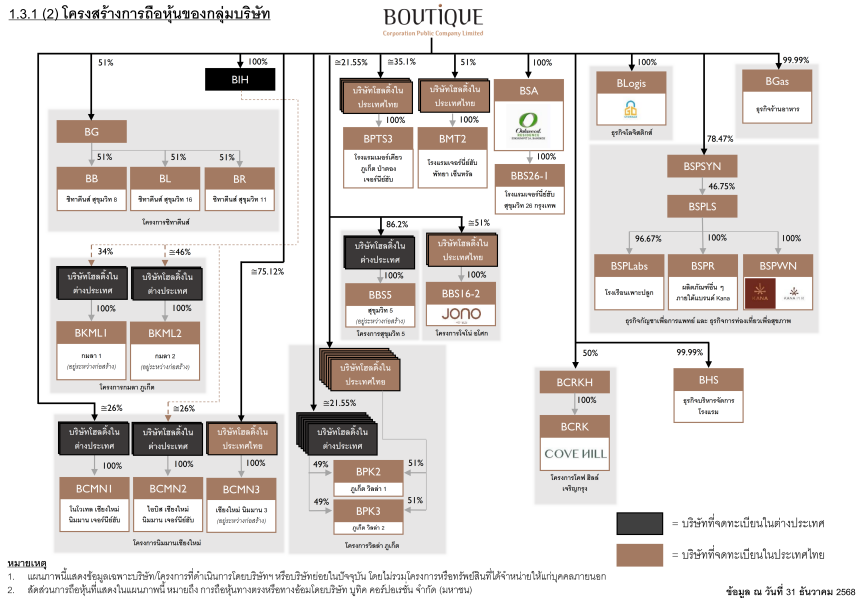 1.3.1 (2) โครงสร้างการถือหุ้นของกลุ่มบริษัท
BOUTIQUE
Corporation Public Company Limited
51%
100%
≅21.55%
≅35.1%
51%
100%
100%
99.99%
BIH
บริษัทโฮลดิ้งใน
ประเทศไทย
บริษัทโฮลดิ้งใน
ประเทศไทย
BSA
Oakwood
BLogis
ธุรกิจโลจิสติกส์
BGas
ธุรกิจร้านอาหาร
100%
100%
BG
BPTS3
โรงแรมเมอร์เคียว
ภูเก็ต ป่าตอง
เจอร์นีย์ฮับ
BMT2
โรงแรมเจอร์นีย์ฮับ
พัทยา เซ็นทรัล
78.47%
51%
51%
51%
100%
BB
ซิทาดีนส์ สุขุมวิท 8
BL
ซิทาดีนส์ สุขุมวิท 16
BR
ซิทาดีนส์ สุขุมวิท 11
โครงการซิทาดีนส์
BBS26-1
โรงแรมเจอร์นีย์ฮับ
สุขุมวิท 26 กรุงเทพ
BSPSYN
46.75%
BSPLS
86.2%
≅51%
96.67%
100%
100%
34%
≅46%
≅75.12%
บริษัทโฮลดิ้งใน
ต่างประเทศ
บริษัทโฮลดิ้งใน
ต่างประเทศ
บริษัทโฮลดิ้งใน
ต่างประเทศ
บริษัทโฮลดิ้งใน
ประเทศไทย
BSPLabs
โรงเรือนเพาะปลูก
BSPR
ผลิตภัณฑ์อื่น ๆ
ภายใต้แบรนด์ Kana
BSPWN
KANA
100%
100%
100%
100%
BBS5
สุขุมวิท 5
(อยู่ระหว่างก่อสร้าง)
โครงการสุขุมวิท 5
BBS16-2
JONO
โครงการโจโน่ อโศก
ธุรกิจกัญชาเพื่อการแพทย์ และ ธุรกิจการท่องเที่ยวเพื่อสุขภาพ
BKML1
กมลา 1
(อยู่ระหว่างก่อสร้าง)
BKML2
กมลา 2
(อยู่ระหว่างก่อสร้าง)
โครงการกมลา ภูเก็ต
บริษัทโฮลดิ้งใน
ประเทศไทย
50%
99.99%
BCRKH
BHS
ธุรกิจบริหารจัดการ
โรงแรม
≅26%
≅26%
≅21.55%
100%
บริษัทโฮลดิ้งใน
ต่างประเทศ
บริษัทโฮลดิ้งใน
ต่างประเทศ
บริษัทโฮลดิ้งใน
ประเทศไทย
บริษัทโฮลดิ้งใน
ต่างประเทศ
BCRK
COVE HILL
โครงการโคฟ ฮิลล์
เจริญกรุง
100%
100%
100%
49%
51%
BPK2
ภูเก็ต วิลล่า 1
BCMN1
โนโวเทล เชียงใหม่
นิมมาน เจอร์นีย์ฮับ
BCMN2
ไอบิส เชียงใหม่
นิมมาน เจอร์นีย์ฮับ
BCMN3
เชียงใหม่ นิมมาน 3
(อยู่ระหว่างก่อสร้าง)
49%
51%
BPK3
ภูเก็ต วิลล่า 2
โครงการนิมมานเชียงใหม่
โครงการวิลล่า ภูเก็ต
= บริษัทที่จดทะเบียนในต่างประเทศ
= บริษัทที่จดทะเบียนในประเทศไทย
หมายเหตุ
1. แผนภาพนี้แสดงข้อมูลเฉพาะบริษัท/โครงการที่ดำเนินการโดยบริษัทฯ หรือบริษัทย่อยในปัจจุบัน โดยไม่รวมโครงการหรือทรัพย์สินที่ได้จำหน่ายให้แก่บุคคลภายนอก
2. สัดส่วนการถือหุ้นที่แสดงในแผนภาพนี้ หมายถึง การถือหุ้นทางตรงหรือทางอ้อมโดยบริษัท บูทิค คอร์ปอเรชั่น จำกัด (มหาชน)
ข้อมูล ณ วันที่ 31 ธันวาคม 2568